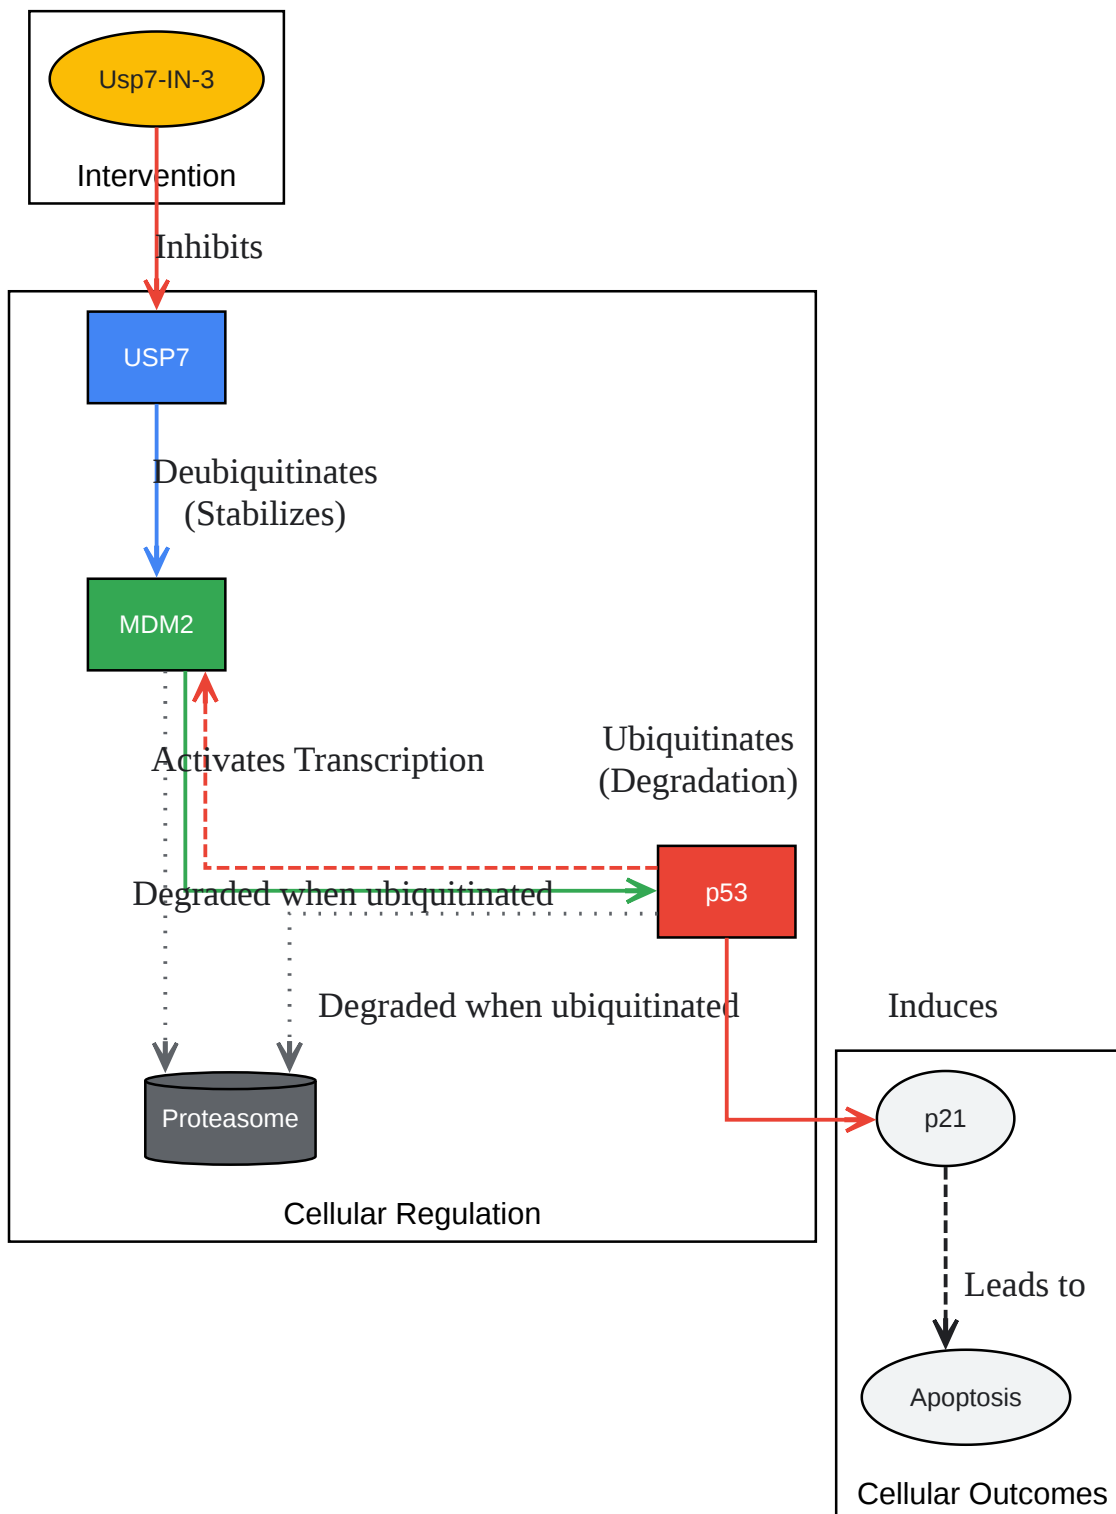 Usp7-IN-3
Intervention
Inhibits
USP7
Deubiquitinates
(Stabilizes)
MDM2
Activates Transcription
Ubiquitinates
(Degradation)
Degraded when ubiquitinated
p53
Degraded when ubiquitinated
Induces
Proteasome
p21
Cellular Regulation
Leads to
Apoptosis
Cellular Outcomes